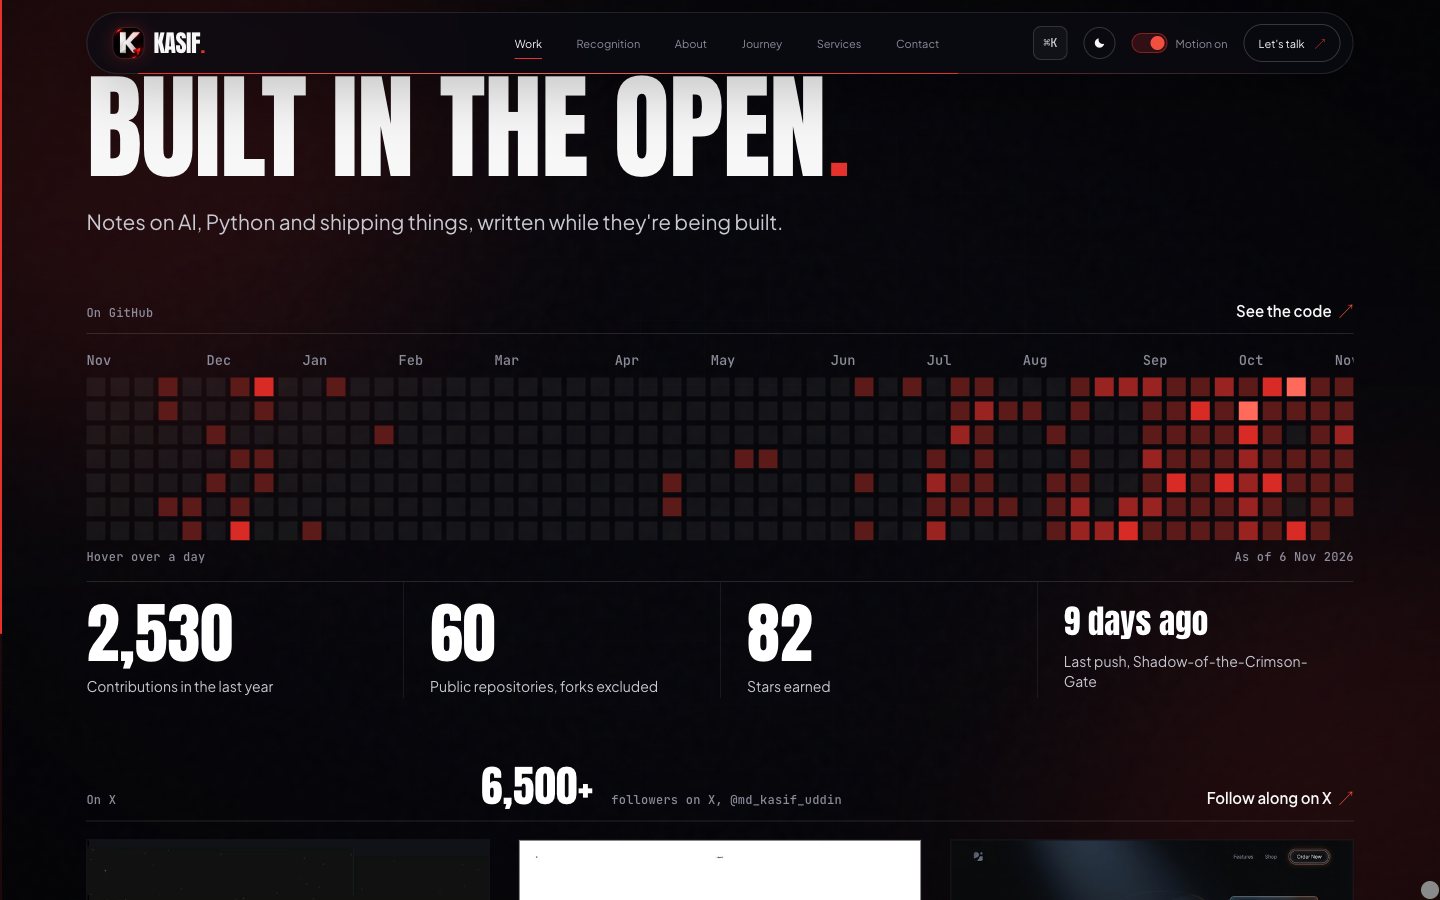 KASIF.
Work Recognition About Journey Services Contact
⌘K Motion on Let's talk
BUILT IN THE OPEN.
Notes on AI, Python and shipping things, written while they're being built.
On GitHub See the code
Nov Dec Jan Feb Mar Apr May Jun Jul Aug Sep Oct Nov
Hover over a day As of 6 Nov 2026
2,530
Contributions in the last year
60
Public repositories, forks excluded
82
Stars earned
9 days ago
Last push, Shadow-of-the-Crimson-
Gate
On X 6,500+ followers on X, @md_kasif_uddin Follow along on X
Features Shop Order Now